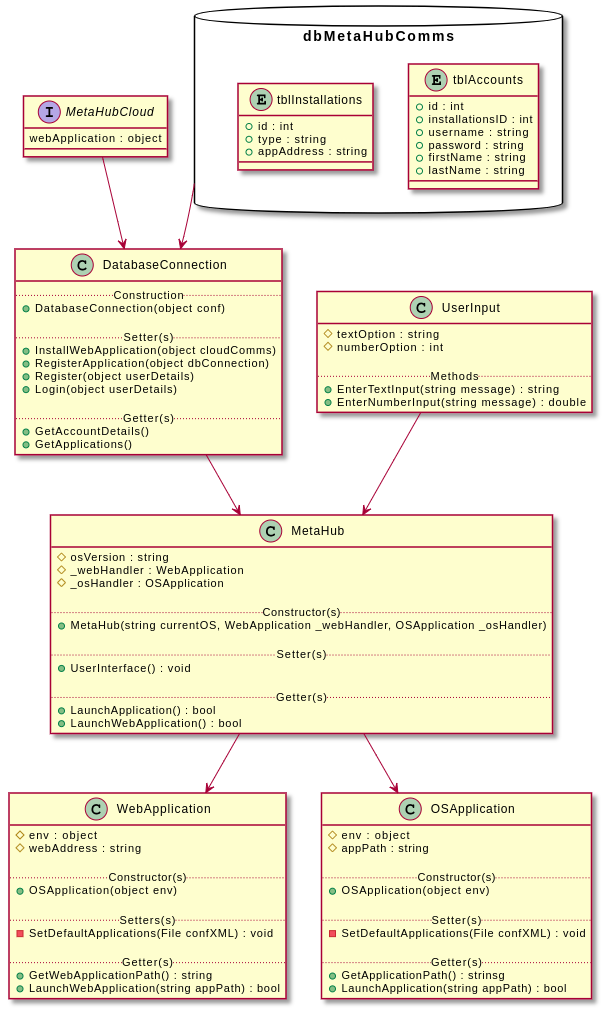 dbMetaHubComms
E tblInstallations
id : int
type : string
appAddress : string
E tblAccounts
id : int
installationsID : int
username : string
password : string
firstName : string
lastName : string
I MetaHubCloud
webApplication : object
C DatabaseConnection
Construction
DatabaseConnection(object conf)
Setter(s)
InstallWebApplication(object cloudComms)
RegisterApplication(object dbConnection)
Register(object userDetails)
Login(object userDetails)
Getter(s)
GetAccountDetails()
GetApplications()
C UserInput
textOption : string
numberOption : int
Methods
EnterTextInput(string message) : string
EnterNumberInput(string message) : double
C MetaHub
osVersion : string
_webHandler : WebApplication
_osHandler : OSApplication
Constructor(s)
MetaHub(string currentOS, WebApplication _webHandler, OSApplication _osHandler)
Setter(s)
UserInterface() : void
Getter(s)
LaunchApplication() : bool
LaunchWebApplication() : bool
C WebApplication
env : object
webAddress : string
Constructor(s)
OSApplication(object env)
Setters(s)
SetDefaultApplications(File confXML) : void
Getter(s)
GetWebApplicationPath() : string
LaunchWebApplication(string appPath) : bool
C OSApplication
env : object
appPath : string
Constructor(s)
OSApplication(object env)
Setter(s)
SetDefaultApplications(File confXML) : void
Getter(s)
GetApplicationPath() : strinsg
LaunchApplication(string appPath) : bool